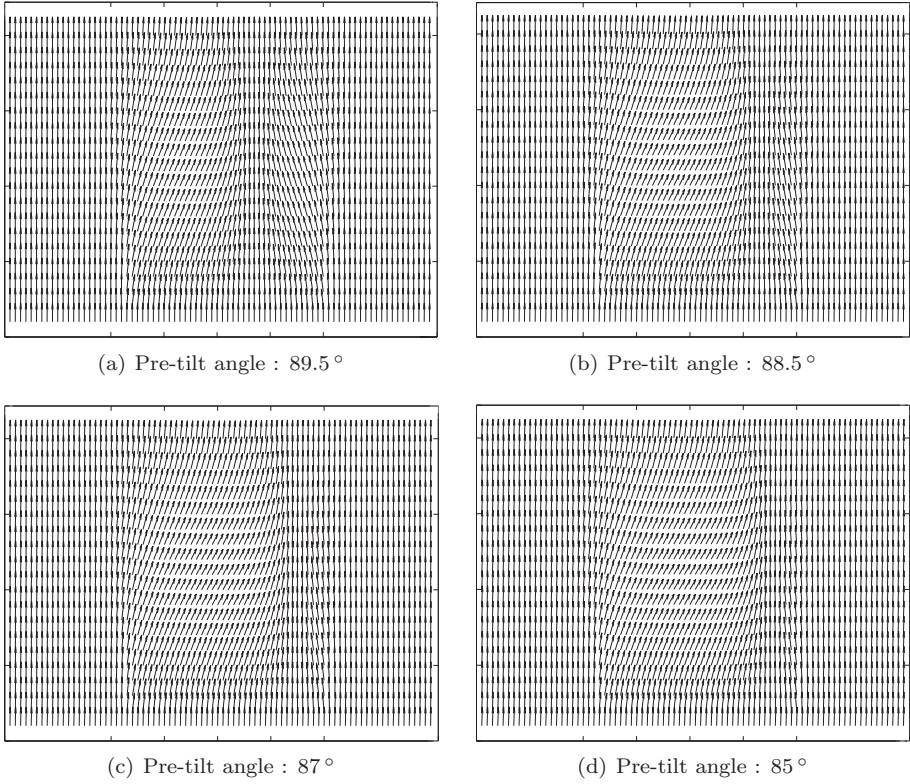 (a) Pre-tilt angle : 89.5 °
(b) Pre-tilt angle : 88.5 °
(c) Pre-tilt angle : 87 °
(d) Pre-tilt angle : 85 °